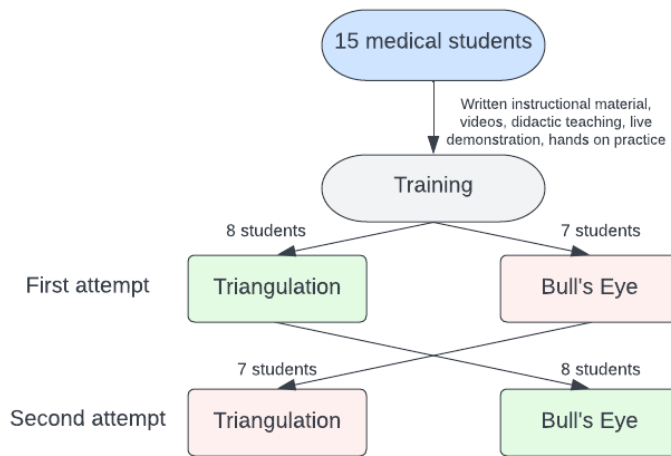 15 medical students
Written instructional material,
videos, didactic teaching, live
demonstration, hands on practice
Training
8 students
7 students
First attempt
Triangulation
Bull's Eye
7 students
8 students
Second attempt
Triangulation
Bull's Eye